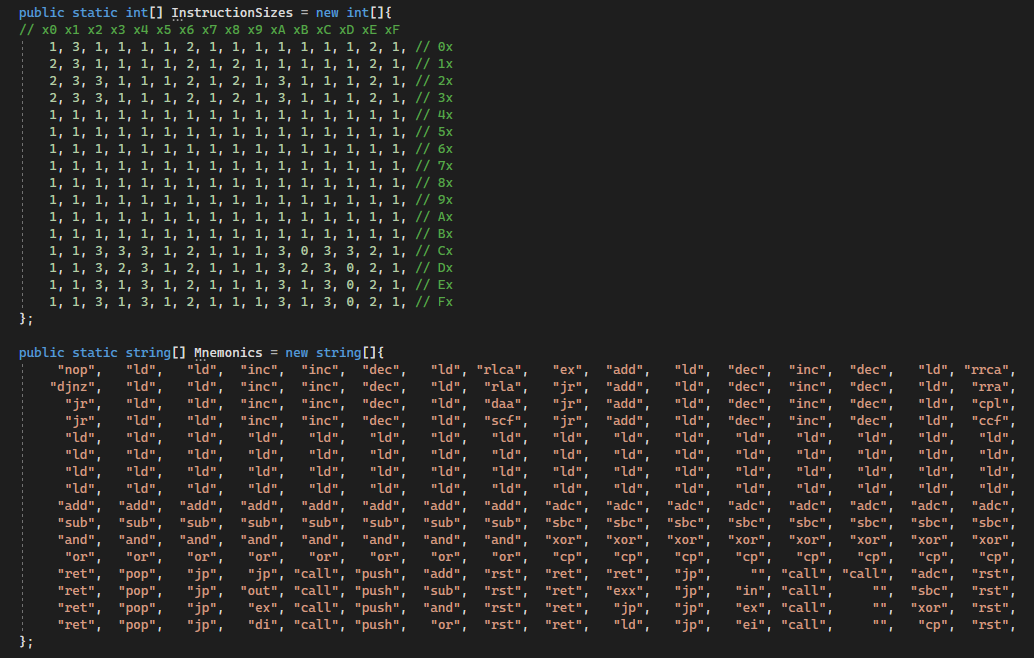 public static int[] InstructionSizes = new int[]{
// x0 x1 x2 x3 x4 x5 x6 x7 x8 x9 xA xB xC xD xE xF
1, 3, 1, 1, 1, 1, 2, 1, 1, 1, 1, 1, 1, 1, 2, 1, // 0x
2, 3, 1, 1, 1, 1, 2, 1, 2, 1, 1, 1, 1, 1, 2, 1, // 1x
2, 3, 3, 1, 1, 1, 2, 1, 2, 1, 3, 1, 1, 1, 2, 1, // 2x
2, 3, 3, 1, 1, 1, 2, 1, 2, 1, 3, 1, 1, 1, 2, 1, // 3x
1, 1, 1, 1, 1, 1, 1, 1, 1, 1, 1, 1, 1, 1, 1, 1, // 4x
1, 1, 1, 1, 1, 1, 1, 1, 1, 1, 1, 1, 1, 1, 1, 1, // 5x
1, 1, 1, 1, 1, 1, 1, 1, 1, 1, 1, 1, 1, 1, 1, 1, // 6x
1, 1, 1, 1, 1, 1, 1, 1, 1, 1, 1, 1, 1, 1, 1, 1, // 7x
1, 1, 1, 1, 1, 1, 1, 1, 1, 1, 1, 1, 1, 1, 1, 1, // 8x
1, 1, 1, 1, 1, 1, 1, 1, 1, 1, 1, 1, 1, 1, 1, 1, // 9x
1, 1, 1, 1, 1, 1, 1, 1, 1, 1, 1, 1, 1, 1, 1, 1, // Ax
1, 1, 1, 1, 1, 1, 1, 1, 1, 1, 1, 1, 1, 1, 1, 1, // Bx
1, 1, 3, 3, 3, 1, 2, 1, 1, 1, 3, 0, 3, 3, 2, 1, // Cx
1, 1, 3, 2, 3, 1, 2, 1, 1, 1, 3, 2, 3, 0, 2, 1, // Dx
1, 1, 3, 1, 3, 1, 2, 1, 1, 1, 3, 1, 3, 0, 2, 1, // Ex
1, 1, 3, 1, 3, 1, 2, 1, 1, 1, 3, 1, 3, 0, 2, 1, // Fx
};
public static string[] Mnemonics = new string[]{
"nop", "ld", "ld", "inc", "inc", "dec", "ld", "rlca", "ex", "add", "ld", "dec", "inc", "dec", "ld", "rrca",
"djnz", "ld", "ld", "inc", "inc", "dec", "ld", "rla", "jr", "add", "ld", "dec", "inc", "dec", "ld", "rra",
"jr", "ld", "ld", "inc", "inc", "dec", "ld", "daa", "jr", "add", "ld", "dec", "inc", "dec", "ld", "cpl",
"jr", "ld", "ld", "inc", "inc", "dec", "ld", "scf", "jr", "add", "ld", "dec", "inc", "dec", "ld", "ccf",
"ld", "ld", "ld", "ld", "ld", "ld", "ld", "ld", "ld", "ld", "ld", "ld", "ld", "ld", "ld", "ld",
"ld", "ld", "ld", "ld", "ld", "ld", "ld", "ld", "ld", "ld", "ld", "ld", "ld", "ld", "ld", "ld",
"ld", "ld", "ld", "ld", "ld", "ld", "ld", "ld", "ld", "ld", "ld", "ld", "ld", "ld", "ld", "ld",
"ld", "ld", "ld", "ld", "ld", "ld", "ld", "ld", "ld", "ld", "ld", "ld", "ld", "ld", "ld", "ld",
"add", "add", "add", "add", "add", "add", "add", "add", "adc", "adc", "adc", "adc", "adc", "adc", "adc", "adc",
"sub", "sub", "sub", "sub", "sub", "sub", "sub", "sub", "sbc", "sbc", "sbc", "sbc", "sbc", "sbc", "sbc", "sbc",
"and", "and", "and", "and", "and", "and", "and", "and", "xor", "xor", "xor", "xor", "xor", "xor", "xor", "xor",
"or", "or", "or", "or", "or", "or", "or", "or", "cp", "cp", "cp", "cp", "cp", "cp", "cp", "cp",
"ret", "pop", "jp", "jp", "call", "push", "add", "rst", "ret", "ret", "jp", "", "call", "call", "adc", "rst",
"ret", "pop", "jp", "out", "call", "push", "sub", "rst", "ret", "exx", "jp", "in", "call", "", "sbc", "rst",
"ret", "pop", "jp", "ex", "call", "push", "and", "rst", "ret", "jp", "jp", "ex", "call", "", "xor", "rst",
"ret", "pop", "jp", "di", "call", "push", "or", "rst", "ret", "ld", "jp", "ei", "call", "", "cp", "rst",
};